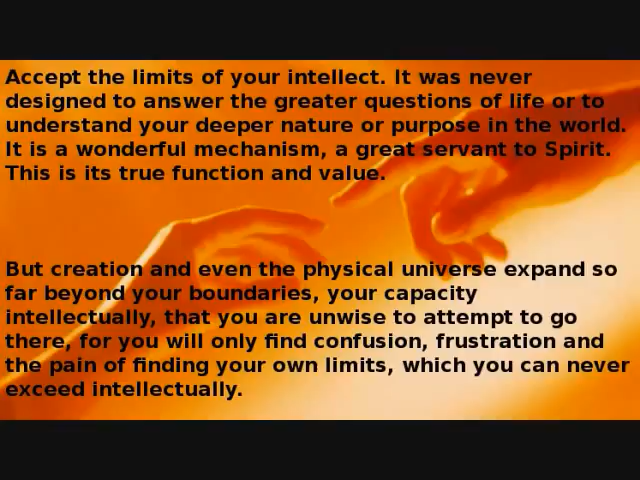 Accept the limits of your intellect. It was never
designed to answer the greater questions of life or to
understand your deeper nature or purpose in the world.
It is a wonderful mechanism, a great servant to Spirit.
This is its true function and value.
But creation and even the physical universe expand so
far beyond your boundaries, your capacity
intellectually, that you are unwise to attempt to go
there, for you will only find confusion, frustration and
the pain of finding your own limits, which you can never
exceed intellectually.